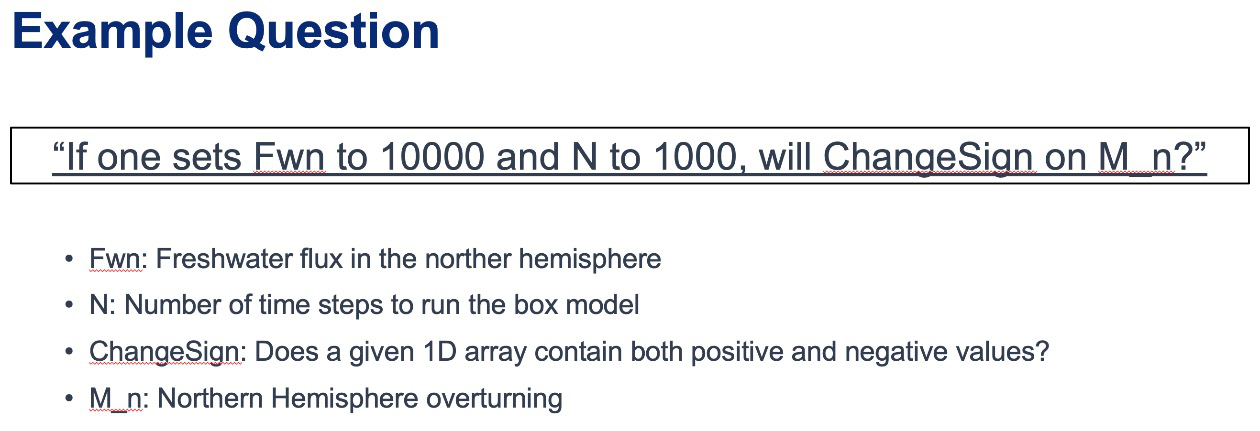 Example Question
“If one sets Fwn to 10000 and N to 1000, will ChangeSign on M_n?”
• Fwn: Freshwater flux in the norther hemisphere
• N: Number of time steps to run the box model
• ChangeSign: Does a given 1D array contain both positive and negative values?
• M_n: Northern Hemisphere overturning